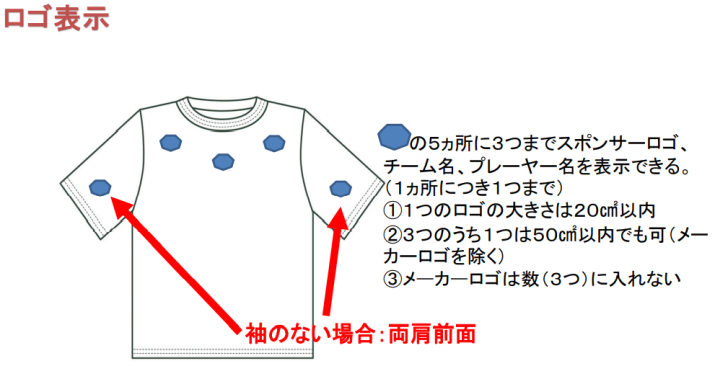 ロゴ表示
の5ヵ所に3つまでスポンサーロゴ、
チーム名、プレーヤー名を表示できる。
（1ヵ所につき1つまで）
①1つのロゴの大きさは20㎠以内
②3つのうち1つは50㎠以内でも可（メー
カーロゴを除く）
③メーカーロゴは数（3つ）に入れない
袖のない場合：両肩前面